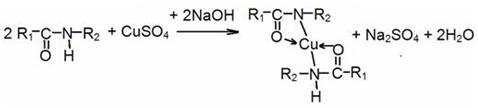 2 R₁–C–N–R₂ + CuSO₄
O H
+ 2NaOH
R₁–C–N–R₂
O Cu O
R₂–N–C–R₁
H
+ Na₂SO₄ + 2H₂O